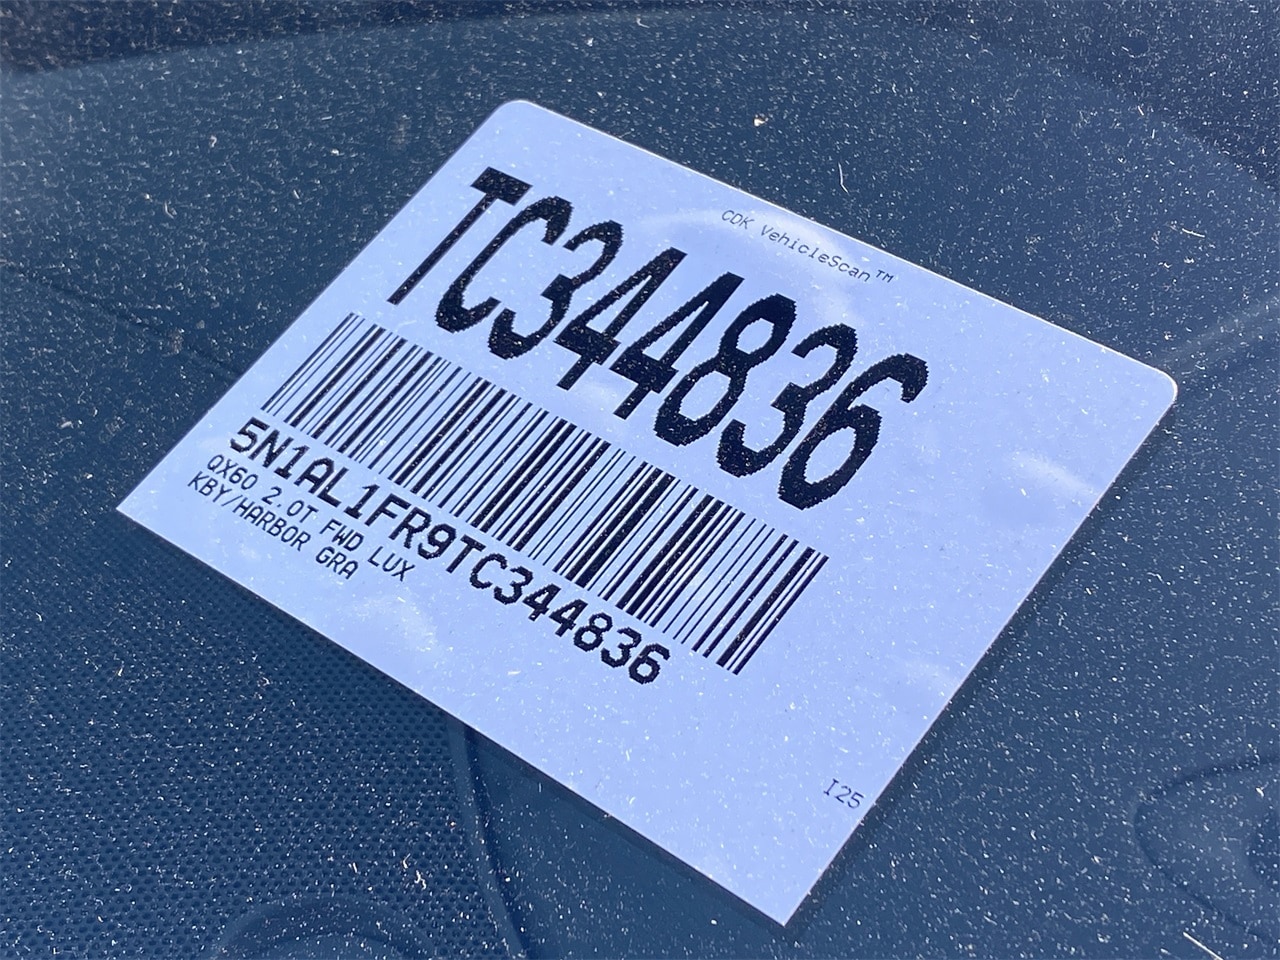 CDK VehicleScan™
TC344836
5N1AL1FR9TC344836
QX60 2.0T FWD LUX
KBY/HARBOR GRA
I25